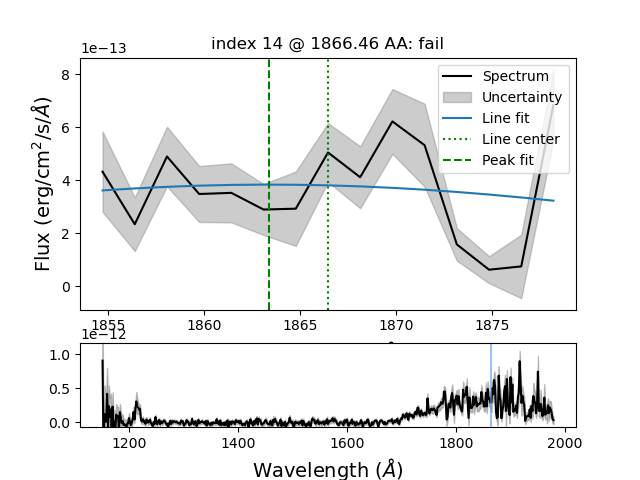 index 14 @ 1866.46 AA: fail
1e−13
8
6
4
2
0
Flux (erg/cm²/s/Å)
Spectrum
Uncertainty
Line fit
Line center
Peak fit
1855 1860 1865 1870 1875
1e−12
1.0
0.5
0.0
1200 1400 1600 1800 2000
Wavelength (Å)